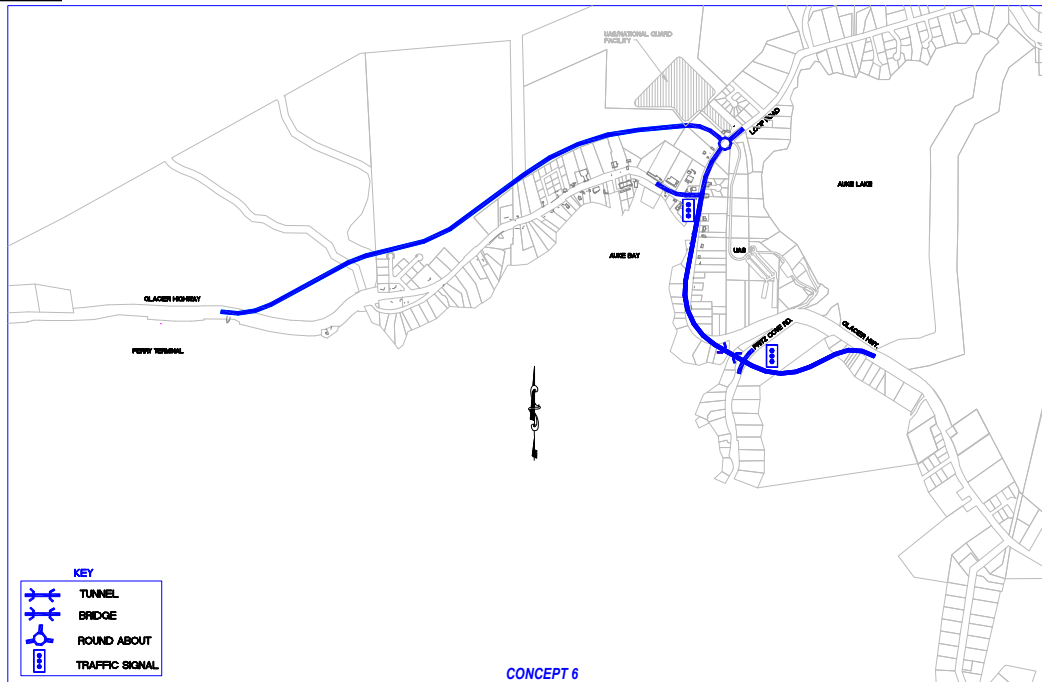 UAS/NATIONAL GUARD
FACILITY
LOOP ROAD
AUKE LAKE
UAS
AUKE BAY
GLACIER HIGHWAY
FERRY TERMINAL
FRITZ COVE RD.
GLACIER HWY.
KEY
TUNNEL
BRIDGE
ROUND ABOUT
TRAFFIC SIGNAL
CONCEPT 6